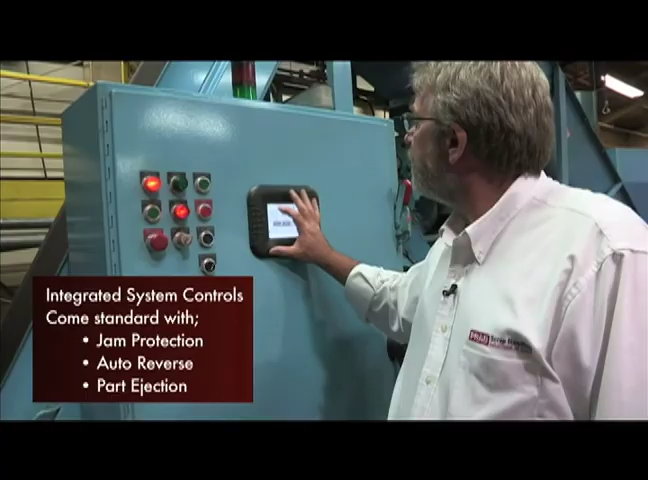 Integrated System Controls
Come standard with;
• Jam Protection
• Auto Reverse
• Part Ejection